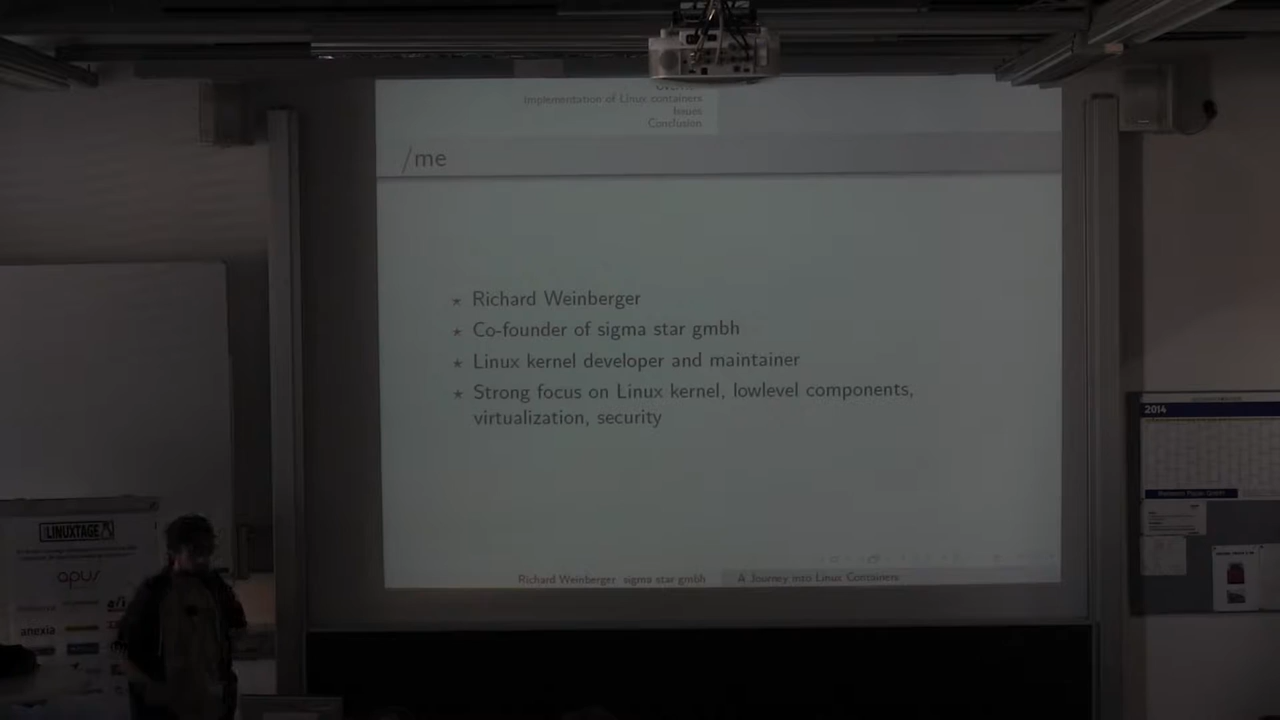 Implementation of Linux containers
Issues
Conclusion
/me
Richard Weinberger
Co-founder of sigma star gmbh
Linux kernel developer and maintainer
Strong focus on Linux kernel, lowlevel components,
virtualization, security
Richard Weinberger sigma star gmbh
A Journey into Linux Containers
2014
LINUXTAGE
opus
anexia